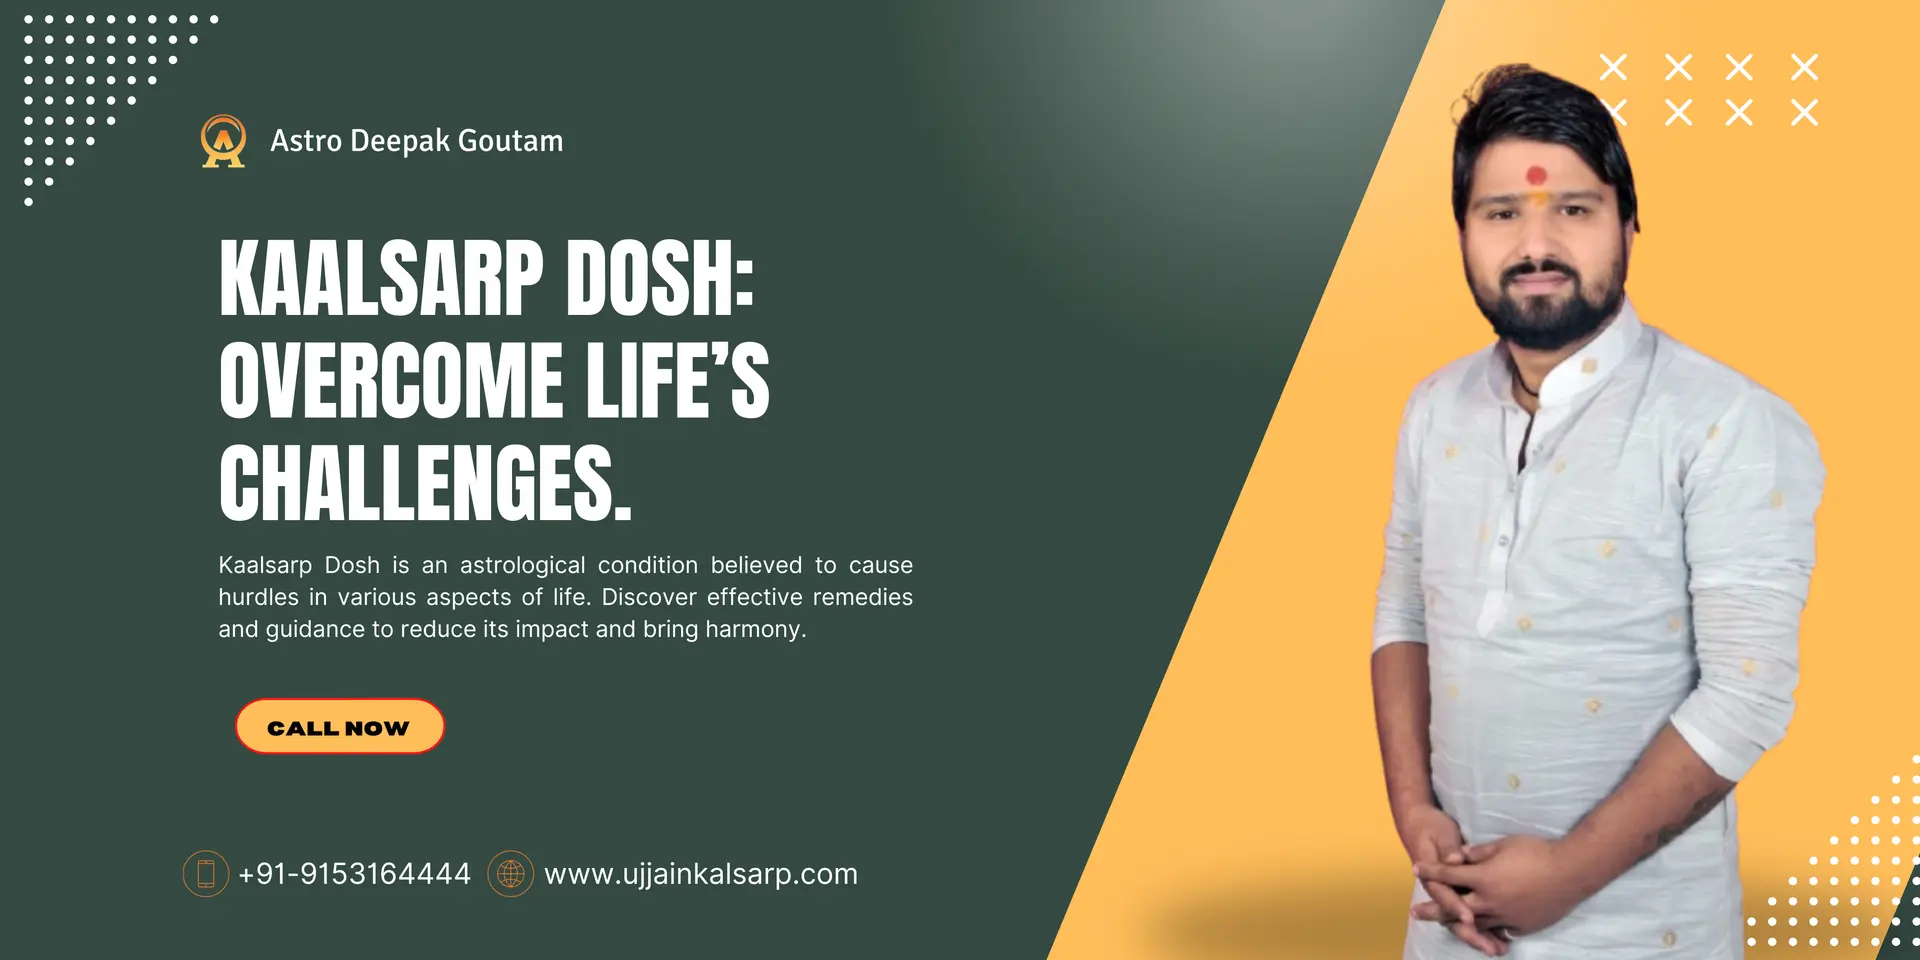 Astro Deepak Goutam
KAALSARP DOSH:
OVERCOME LIFE’S
CHALLENGES.
Kaalsarp Dosh is an astrological condition believed to cause
hurdles in various aspects of life. Discover effective remedies
and guidance to reduce its impact and bring harmony.
CALL NOW
+91-9153164444 www.ujjainkalsarp.com